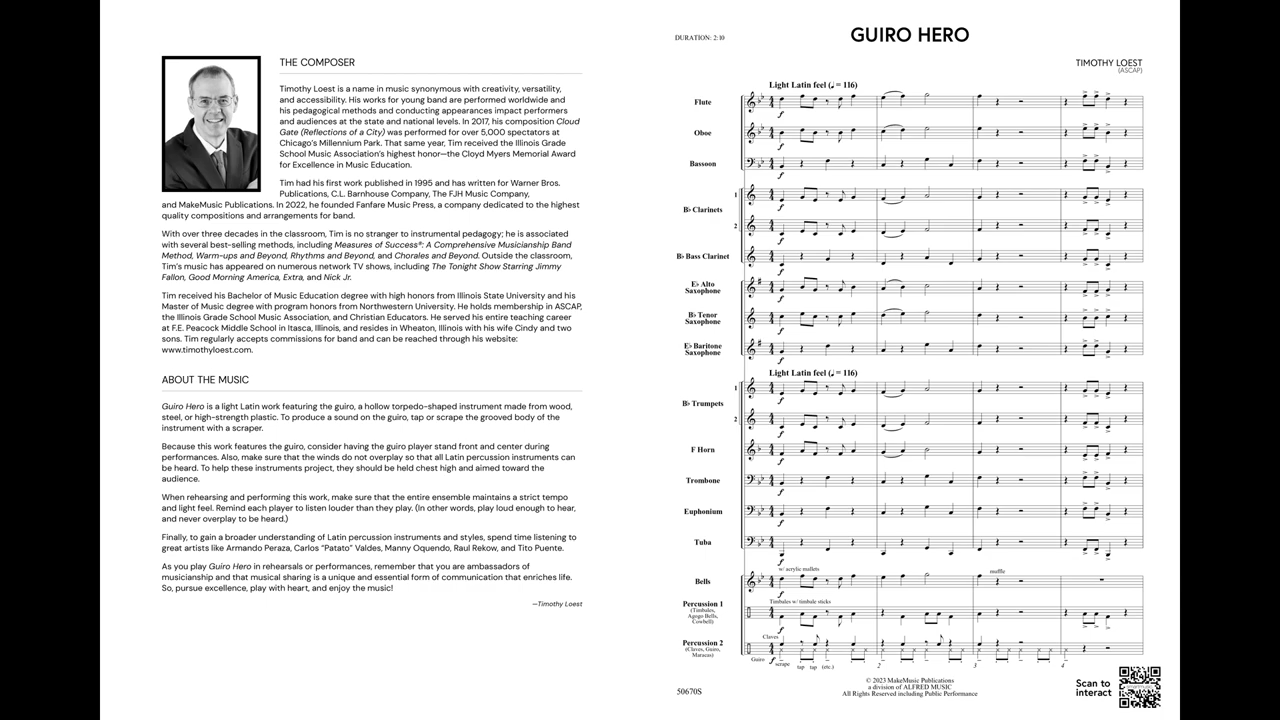 THE COMPOSER
Timothy Loest is a name in music synonymous with creativity, versatility,
and accessibility. His works for young band are performed worldwide and
his pedagogical methods and conducting appearances impact performers
and audiences at the state and national levels. In 2017, his composition Cloud
Gate (Reflections of a City) was performed for over 5,000 spectators at
Chicago's Millennium Park. That same year, Tim received the Illinois Grade
School Music Association's highest honor—the Cloyd Myers Memorial Award
for Excellence in Music Education.
Tim had his first work published in 1995 and has written for Warner Bros.
Publications, C.L. Barnhouse Company, The FJH Music Company,
and MakeMusic Publications. In 2022, he founded Fanfare Music Press, a company dedicated to the highest
quality compositions and arrangements for band.
With over three decades in the classroom, Tim is no stranger to instrumental pedagogy; he is associated
with several best-selling methods, including Measures of Success®: A Comprehensive Musicianship Band
Method, Warm-ups and Beyond, Rhythms and Beyond, and Chorales and Beyond. Outside the classroom,
Tim's music has appeared on numerous network TV shows, including The Tonight Show Starring Jimmy
Fallon, Good Morning America, Extra, and Nick Jr.
Tim received his Bachelor of Music Education degree with high honors from Illinois State University and his
Master of Music degree with program honors from Northwestern University. He holds membership in ASCAP,
the Illinois Grade School Music Association, and Christian Educators. He served his entire teaching career
at F.E. Peacock Middle School in Itasca, Illinois, and resides in Wheaton, Illinois with his wife Cindy and two
sons. Tim regularly accepts commissions for band and can be reached through his website:
www.timothyloest.com.
ABOUT THE MUSIC
Guiro Hero is a light Latin work featuring the guiro, a hollow torpedo-shaped instrument made from wood,
steel, or high-strength plastic. To produce a sound on the guiro, tap or scrape the grooved body of the
instrument with a scraper.
Because this work features the guiro, consider having the guiro player stand front and center during
performances. Also, make sure that the winds do not overplay so that all Latin percussion instruments can
be heard. To help these instruments project, they should be held chest high and aimed toward the
audience.
When rehearsing and performing this work, make sure that the entire ensemble maintains a strict tempo
and light feel. Remind each player to listen louder than they play. (In other words, play loud enough to hear,
and never overplay to be heard.)
Finally, to gain a broader understanding of Latin percussion instruments and styles, spend time listening to
great artists like Armando Peraza, Carlos "Patato" Valdes, Manny Oquendo, Raul Rekow, and Tito Puente.
As you play Guiro Hero in rehearsals or performances, remember that you are ambassadors of
musicianship and that musical sharing is a unique and essential form of communication that enriches life.
So, pursue excellence, play with heart, and enjoy the music!
—Timothy Loest
DURATION: 2:10
GUIRO HERO
TIMOTHY LOEST
(ASCAP)
Light Latin feel (♩ = 116)
Flute
f
Oboe
f
Bassoon
f
1
B♭ Clarinets
f
2
f
B♭ Bass Clarinet
f
E♭ Alto
Saxophone
f
B♭ Tenor
Saxophone
f
E♭ Baritone
Saxophone
f
Light Latin feel (♩ = 116)
1
B♭ Trumpets
f
2
f
F Horn
f
Trombone
f
Euphonium
f
Tuba
f
w/ acrylic mallets
muffle
Bells
f
Timbales w/ timbale sticks
Percussion 1
(Timbales,
Agogo Bells,
Cowbell)
f
Claves
Percussion 2
(Claves, Guiro,
Maracas)
Guiro
f
scrape tap tap (etc.)
2 3 4
50670S
© 2023 MakeMusic Publications
a division of ALFRED MUSIC
All Rights Reserved including Public Performance
Scan to
interact